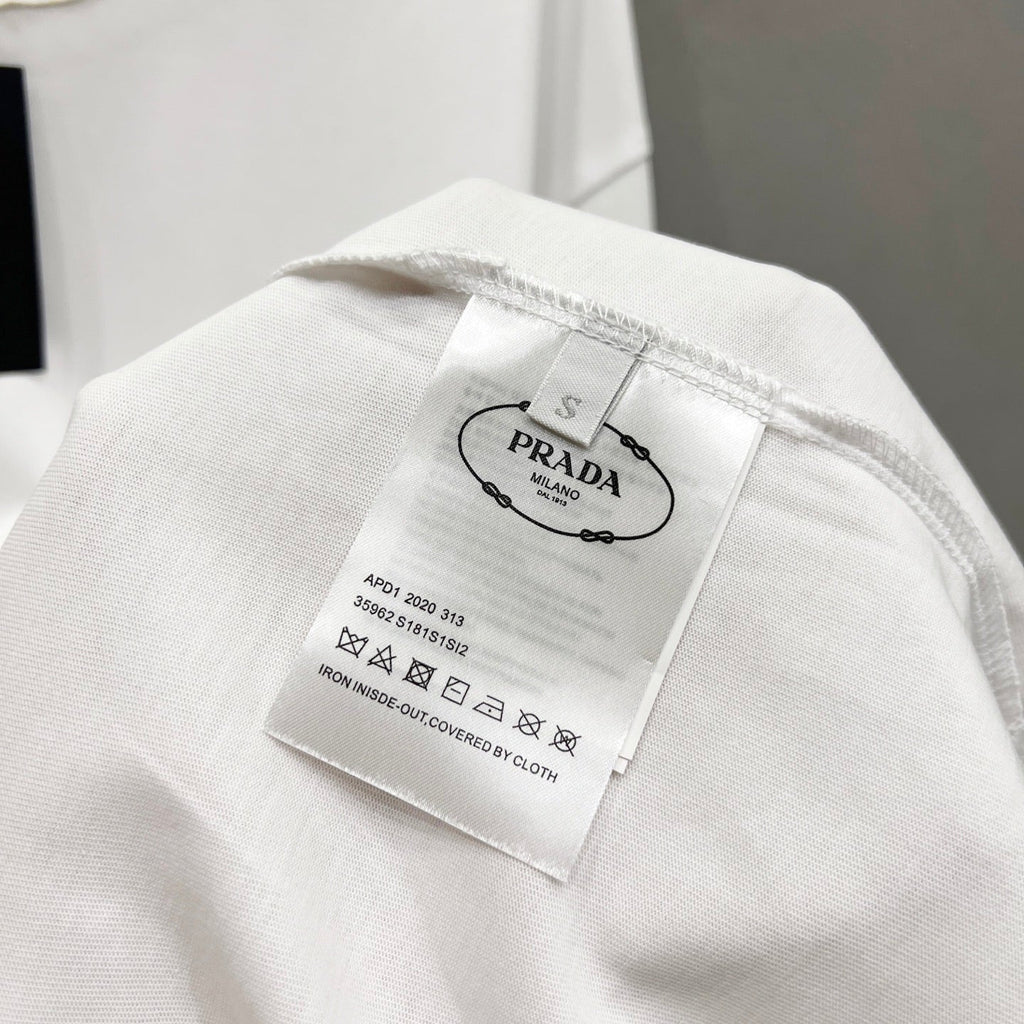 S
PRADA
MILANO
DAL 1913
APD1 2020 313
35962 S181S1SI2
IRON INISDE-OUT,COVERED BY CLOTH